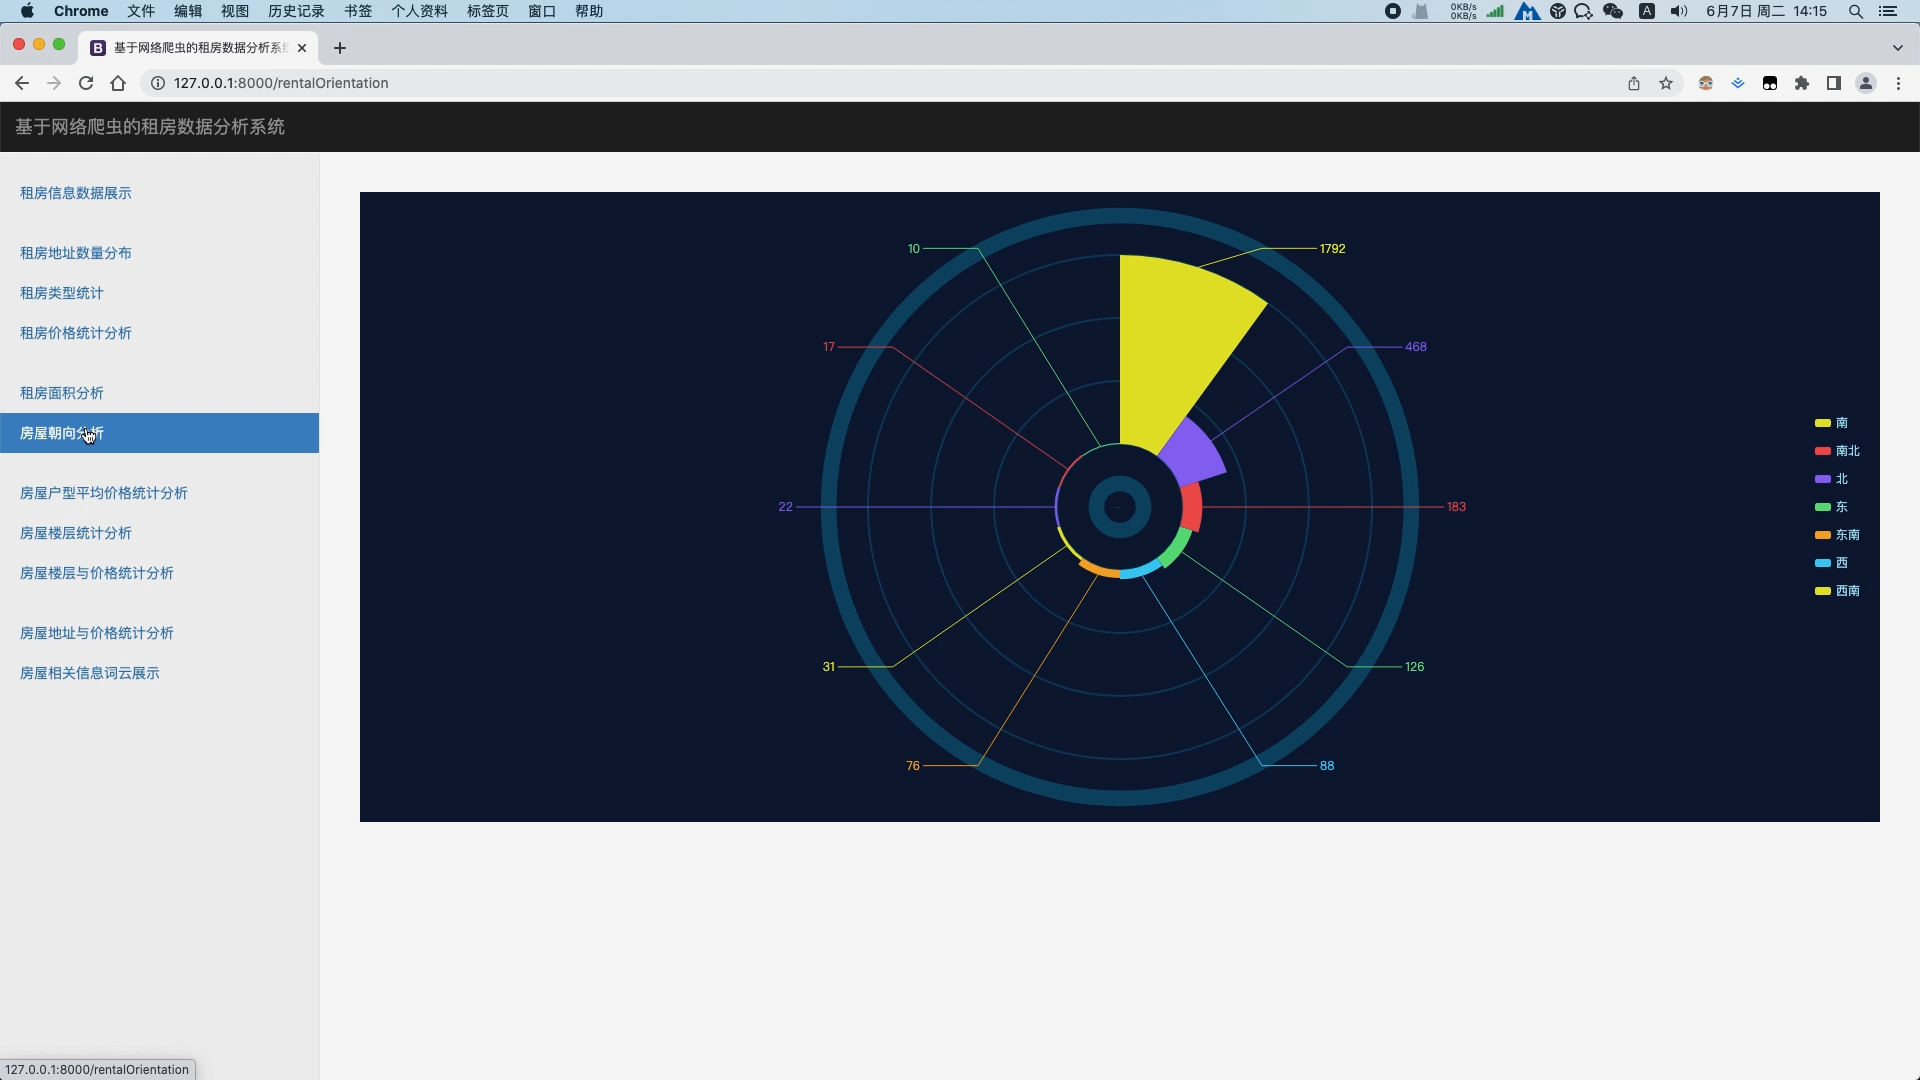 Chrome 文件 编辑 视图 历史记录 书签 个人资料 标签页 窗口 帮助
0KB/s
0KB/s
A
6月7日 周二 14:15
B 基于网络爬虫的租房数据分析系
127.0.0.1:8000/rentalOrientation
基于网络爬虫的租房数据分析系统
租房信息数据展示
租房地址数量分布
租房类型统计
租房价格统计分析
租房面积分析
房屋朝向分析
房屋户型平均价格统计分析
房屋楼层统计分析
房屋楼层与价格统计分析
房屋地址与价格统计分析
房屋相关信息词云展示
10
1792
17
468
22
183
31
126
76
88
南
南北
北
东
东南
西
西南
127.0.0.1:8000/rentalOrientation